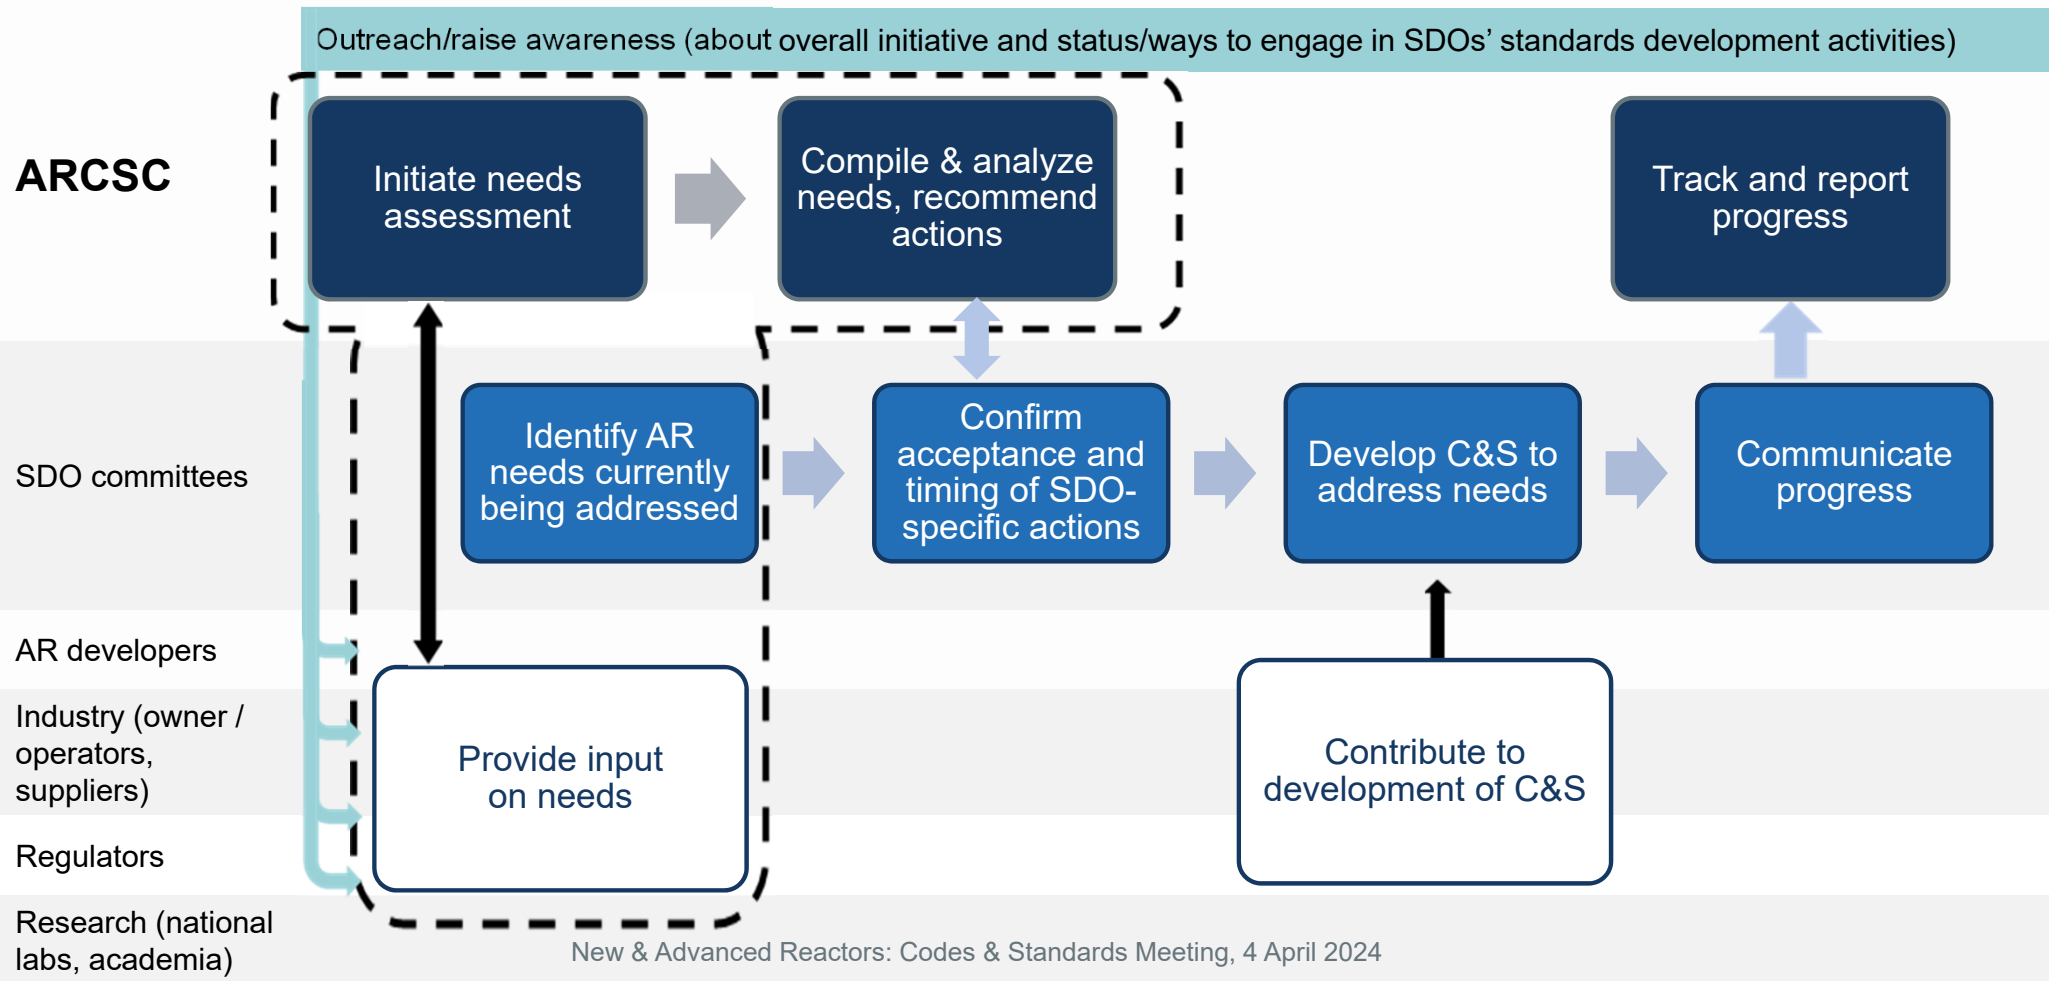 Outreach/raise awareness (about overall initiative and status/ways to engage in SDOs’ standards development activities)
ARCSC
Initiate needs
assessment
Compile & analyze
needs, recommend
actions
Track and report
progress
SDO committees
Identify AR
needs currently
being addressed
Confirm
acceptance and
timing of SDO-
specific actions
Develop C&S to
address needs
Communicate
progress
AR developers
Industry (owner /
operators,
suppliers)
Regulators
Research (national
labs, academia)
Provide input
on needs
Contribute to
development of C&S
New & Advanced Reactors: Codes & Standards Meeting, 4 April 2024